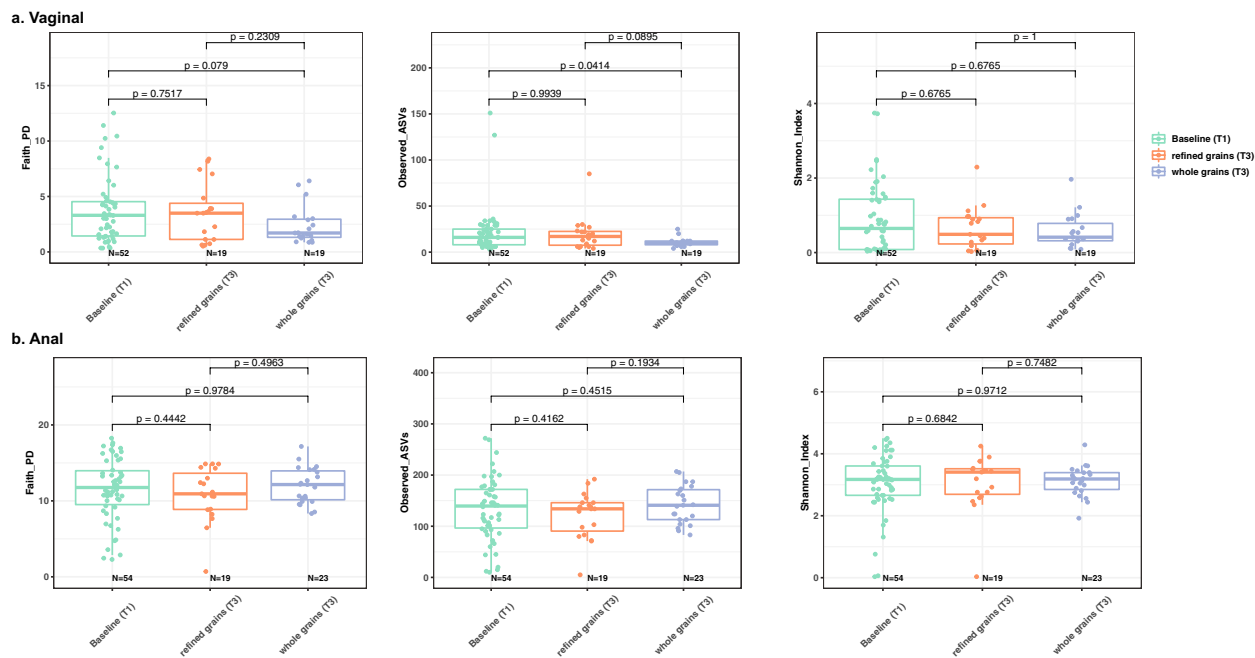 a. Vaginal
Faith_PD
15
10
5
0
p = 0.2309
p = 0.079
p = 0.7517
N=52
N=19
N=19
Baseline (T1)
refined grains (T3)
whole grains (T3)
Observed_ASVs
200
150
100
50
0
p = 0.0895
p = 0.0414
p = 0.9939
N=52
N=19
N=19
Baseline (T1)
refined grains (T3)
whole grains (T3)
Shannon_Index
4
2
0
p = 1
p = 0.6765
p = 0.6765
N=52
N=19
N=19
Baseline (T1)
refined grains (T3)
whole grains (T3)
Baseline (T1)
refined grains (T3)
whole grains (T3)
b. Anal
Faith_PD
20
10
0
p = 0.4963
p = 0.9784
p = 0.4442
N=54
N=19
N=23
Baseline (T1)
refined grains (T3)
whole grains (T3)
Observed_ASVs
400
300
200
100
0
p = 0.1934
p = 0.4515
p = 0.4162
N=54
N=19
N=23
Baseline (T1)
refined grains (T3)
whole grains (T3)
Shannon_Index
6
4
2
0
p = 0.7482
p = 0.9712
p = 0.6842
N=54
N=19
N=23
Baseline (T1)
refined grains (T3)
whole grains (T3)